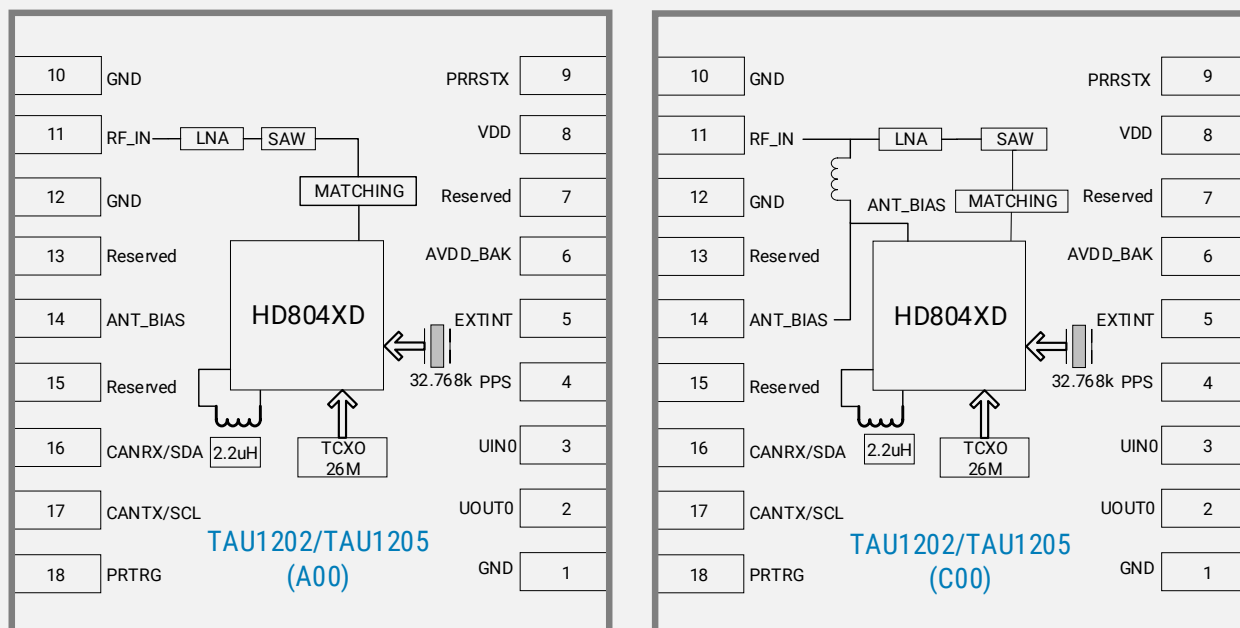 10 GND
PRRSTX 9
11 RF_IN LNA SAW
VDD 8
MATCHING
12 GND
Reserved 7
13 Reserved
AVDD_BAK 6
14 ANT_BIAS
HD804XD
EXTINT 5
15 Reserved
32.768k
PPS 4
16 CANRX/SDA
2.2uH
TCXO
26M
UIN0 3
17 CANTX/SCL
UOUT0 2
TAU1202/TAU1205
(A00)
18 PRTRG
GND 1
10 GND
PRRSTX 9
11 RF_IN LNA SAW
VDD 8
12 GND
ANT_BIAS
MATCHING
Reserved 7
13 Reserved
AVDD_BAK 6
14 ANT_BIAS
HD804XD
EXTINT 5
15 Reserved
32.768k
PPS 4
16 CANRX/SDA
2.2uH
TCXO
26M
UIN0 3
17 CANTX/SCL
UOUT0 2
TAU1202/TAU1205
(C00)
18 PRTRG
GND 1